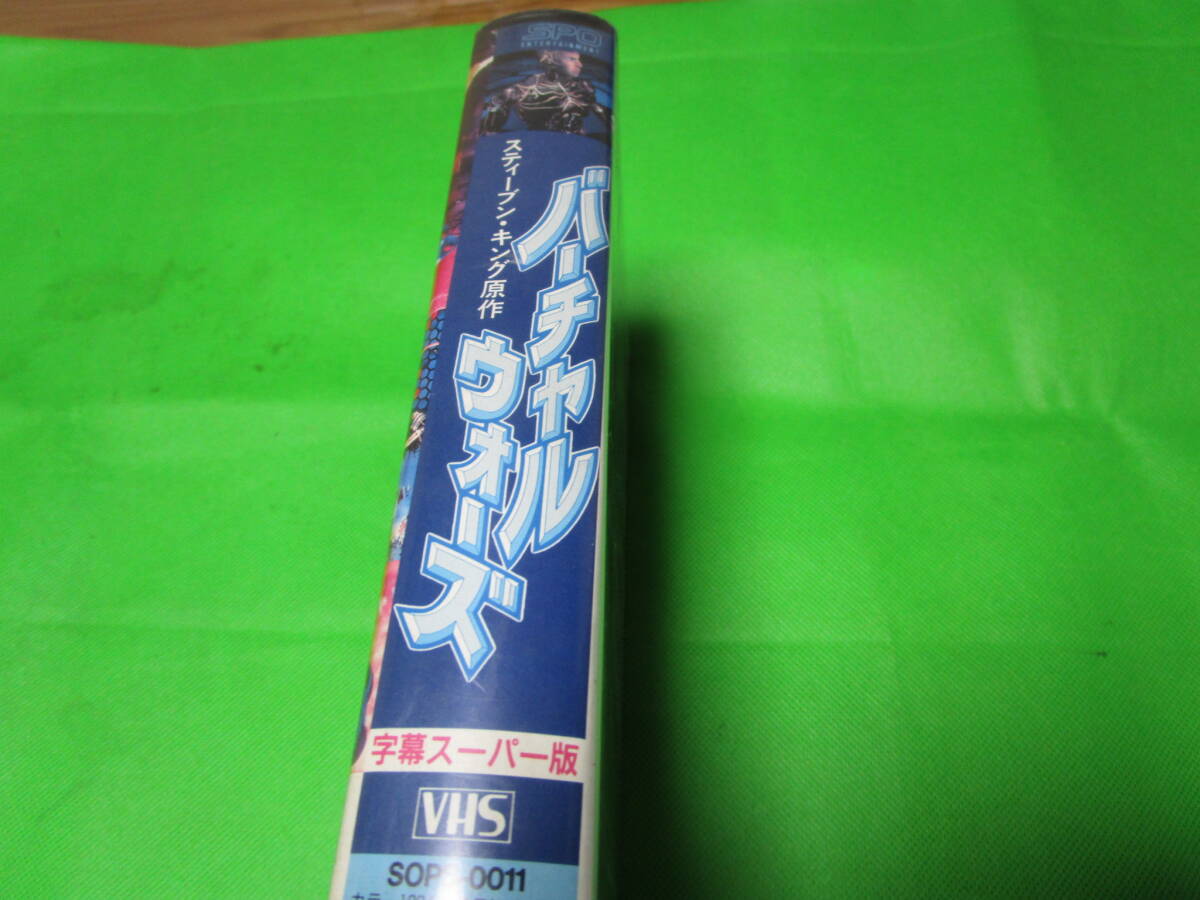 SPO
ENTERTAINMENT
スティーブン・キング原作
バーチャル
ウォーズ
字幕スーパー版
VHS
0011